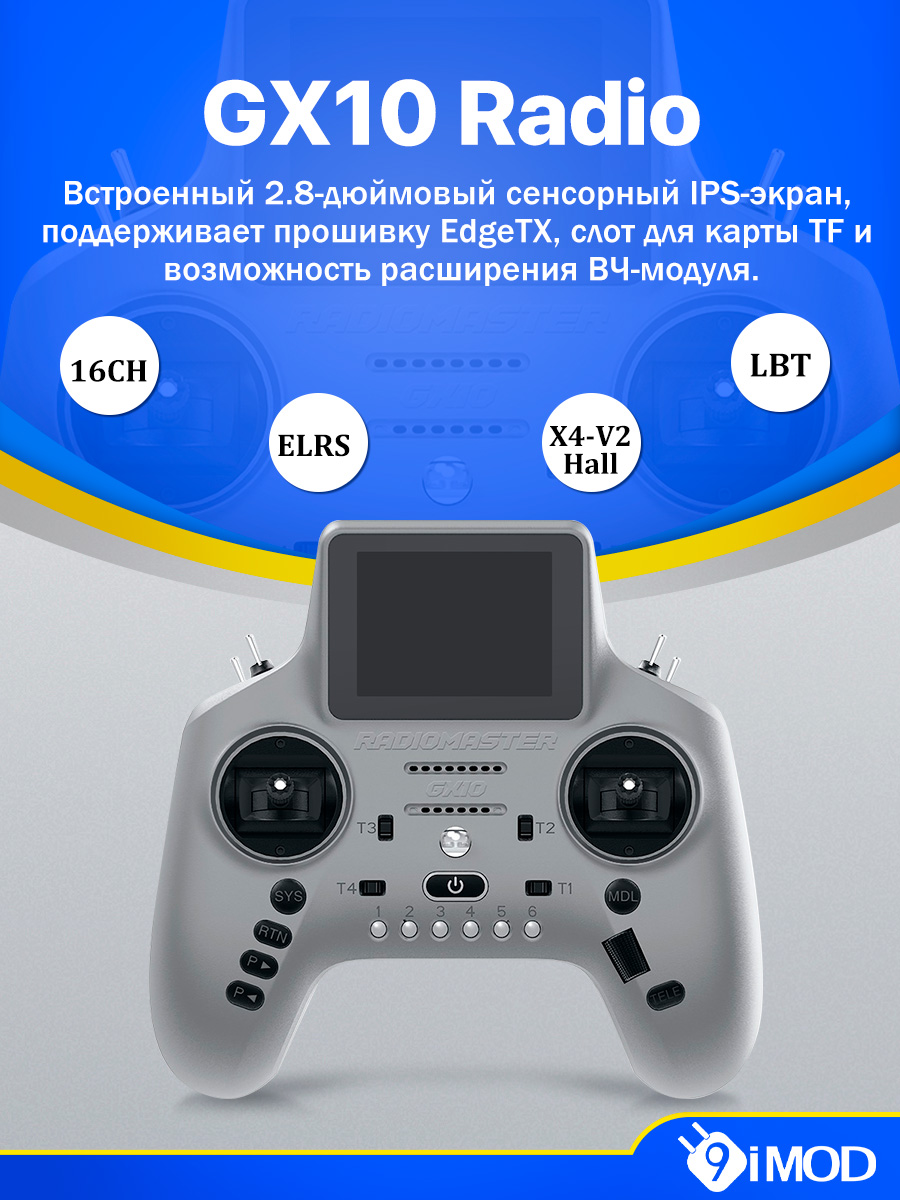 GX10 Radio
Встроенный 2.8-дюймовый сенсорный IPS-экран,
поддерживает прошивку EdgeTX, слот для карты TF и
возможность расширения ВЧ-модуля.
16CH
LBT
ELRS
X4-V2
Hall
RADIOMASTER
GX10
T3
T2
T4
T1
SYS
MDL
1 2 3 4 5 6
RTN
P ►
P ◄
TELE
9iMOD